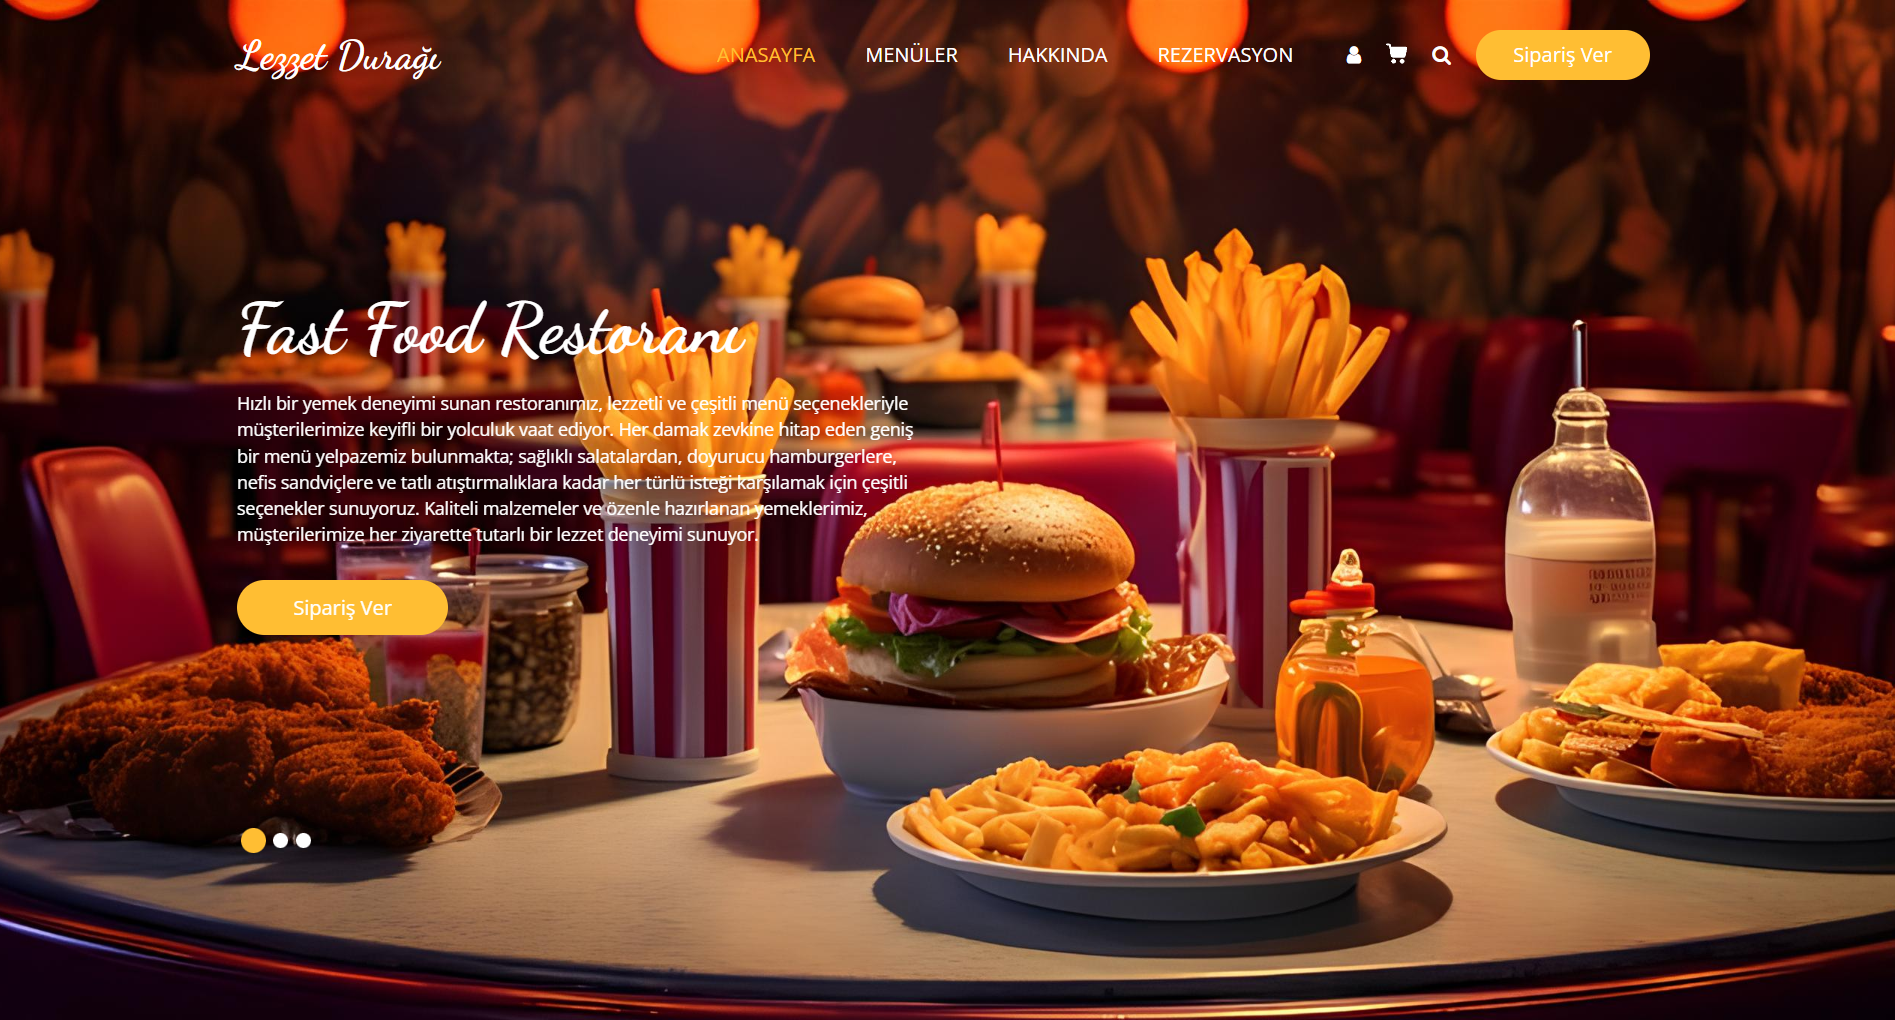 Lezzet Durağı
ANASAYFA MENÜLER HAKKINDA REZERVASYON Sipariş Ver
Fast Food Restoranı
Hızlı bir yemek deneyimi sunan restoranımız, lezzetli ve çeşitli menü seçenekleriyle
müşterilerimize keyifli bir yolculuk vaat ediyor. Her damak zevkine hitap eden geniş
bir menü yelpazemiz bulunmakta; sağlıklı salatalardan, doyurucu hamburgerlere,
nefis sandviçlere ve tatlı atıştırmalıklara kadar her türlü isteği karşılamak için çeşitli
seçenekler sunuyoruz. Kaliteli malzemeler ve özenle hazırlanan yemeklerimiz,
müşterilerimize her ziyarette tutarlı bir lezzet deneyimi sunuyor.
Sipariş Ver